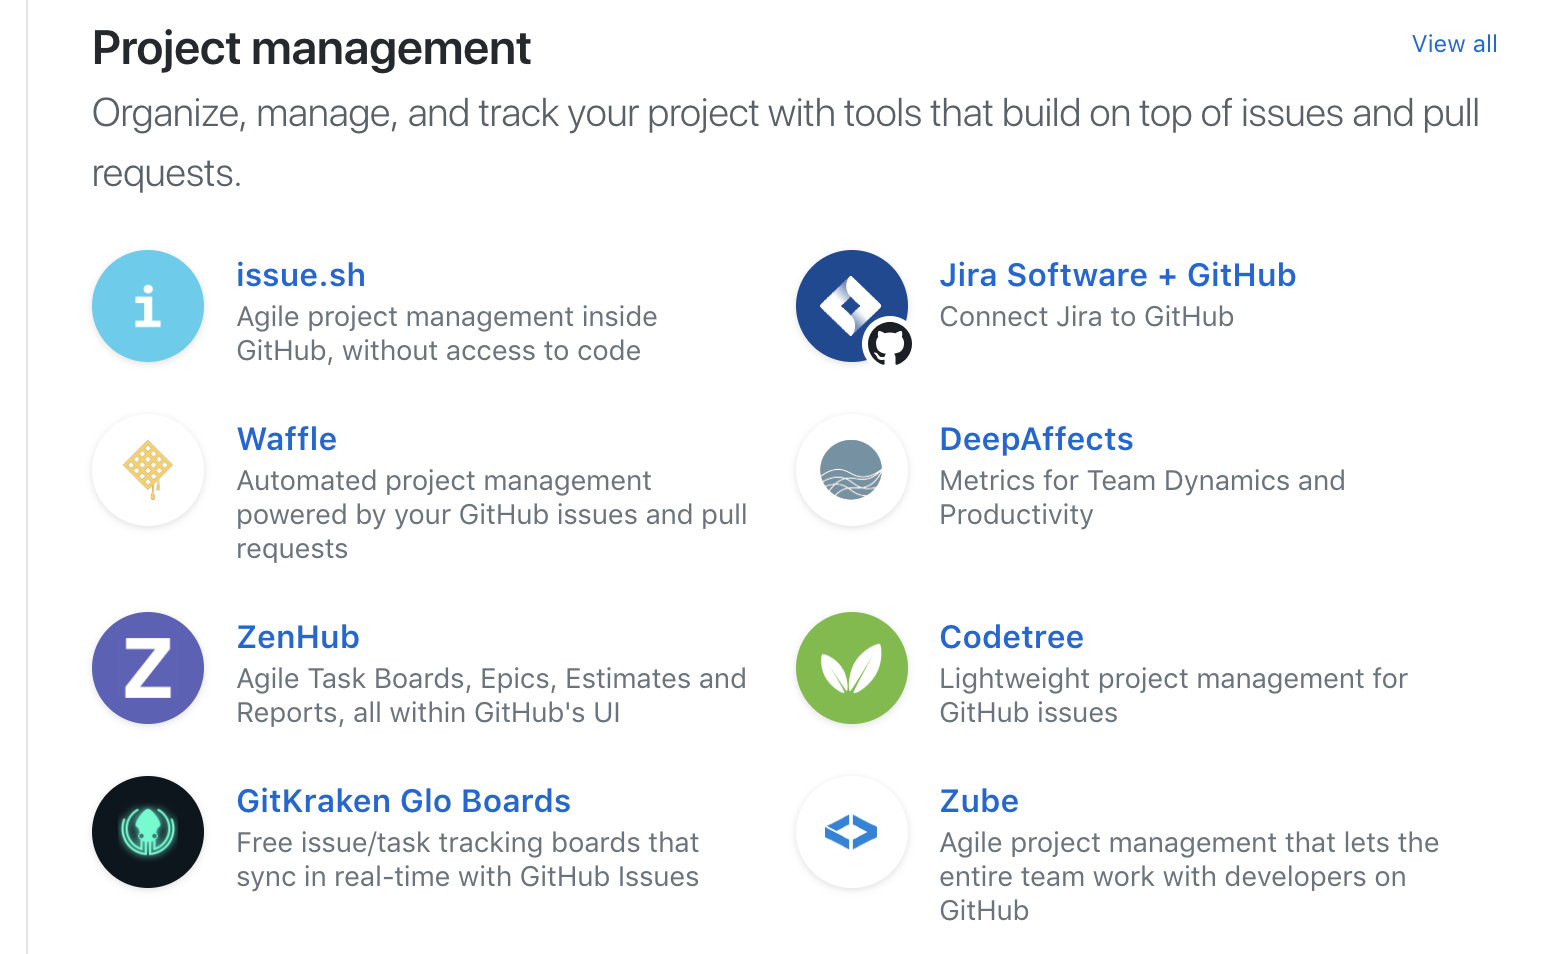 Project management
View all
Organize, manage, and track your project with tools that build on top of issues and pull
requests.
i
issue.sh
Agile project management inside
GitHub, without access to code
Jira Software + GitHub
Connect Jira to GitHub
Waffle
Automated project management
powered by your GitHub issues and pull
requests
DeepAffects
Metrics for Team Dynamics and
Productivity
Z
ZenHub
Agile Task Boards, Epics, Estimates and
Reports, all within GitHub's UI
Codetree
Lightweight project management for
GitHub issues
GitKraken Glo Boards
Free issue/task tracking boards that
sync in real-time with GitHub Issues
Zube
Agile project management that lets the
entire team work with developers on
GitHub